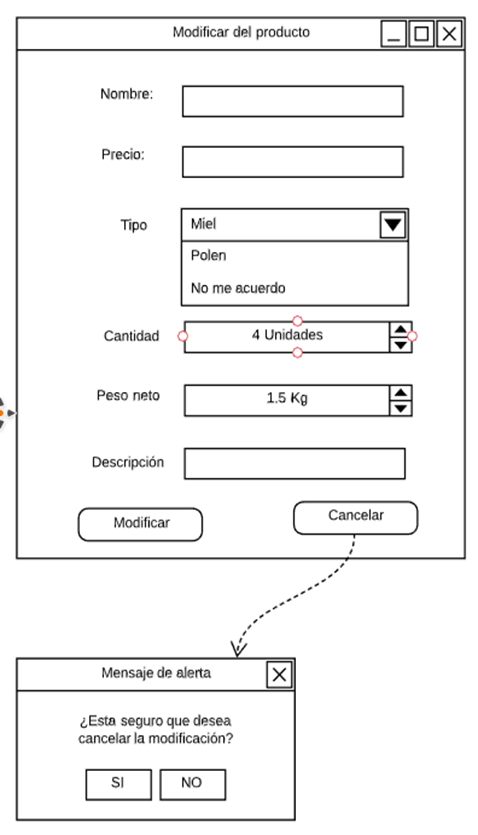 Modificar del producto
Nombre:
Precio:
Tipo
Miel
Polen
No me acuerdo
Cantidad
4 Unidades
Peso neto
1.5 Kg
Descripción
Modificar
Cancelar
Mensaje de alerta
¿Esta seguro que desea
cancelar la modificación?
SI
NO